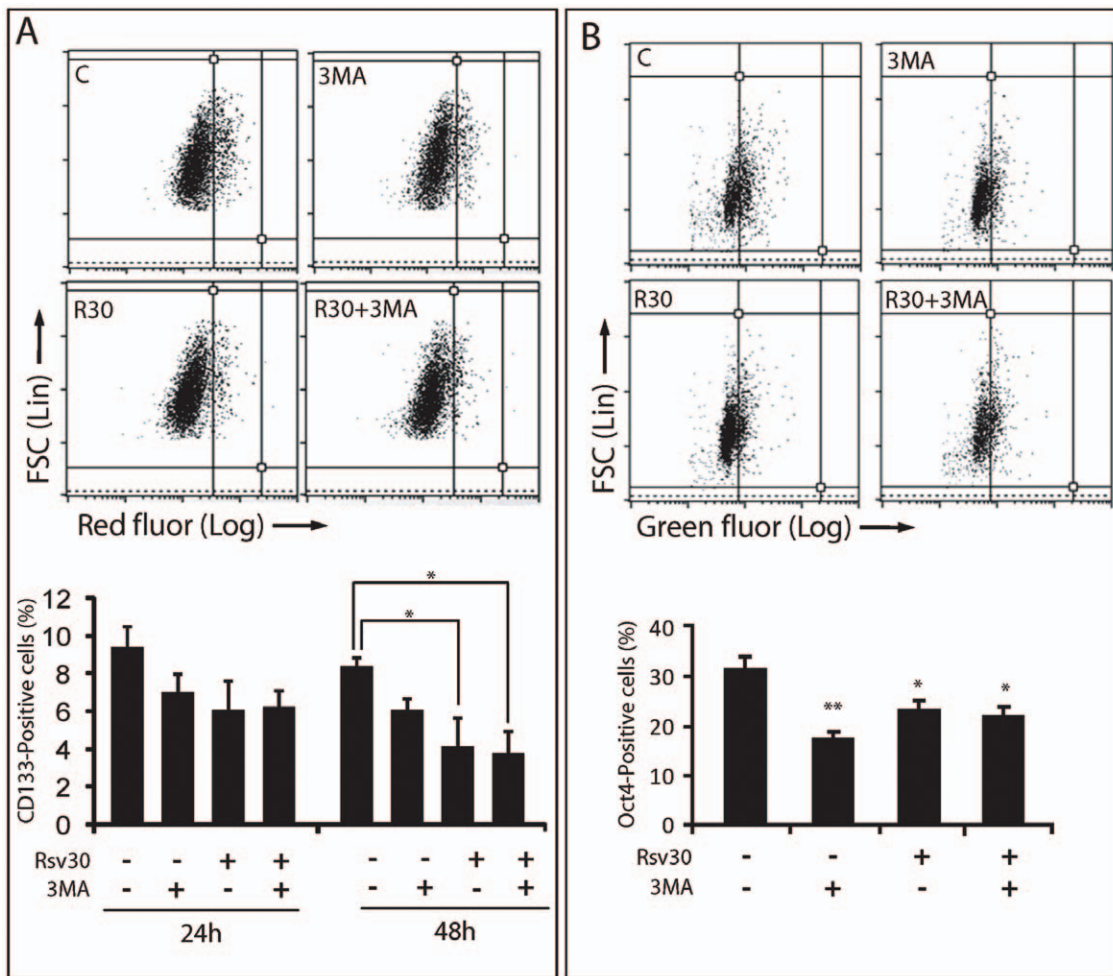 A
C
3MA
R30
R30+3MA
FSC (Lin)
Red fluor (Log)
CD133-Positive cells (%)
12
10
8
6
4
2
0
*
*
Rsv30 - - + + - - + +
3MA - + - + - + - +
24h 48h
B
C
3MA
R30
R30+3MA
FSC (Lin)
Green fluor (Log)
Oct4-Positive cells (%)
40
30
20
10
0
** * *
Rsv30 - - + +
3MA - + - +